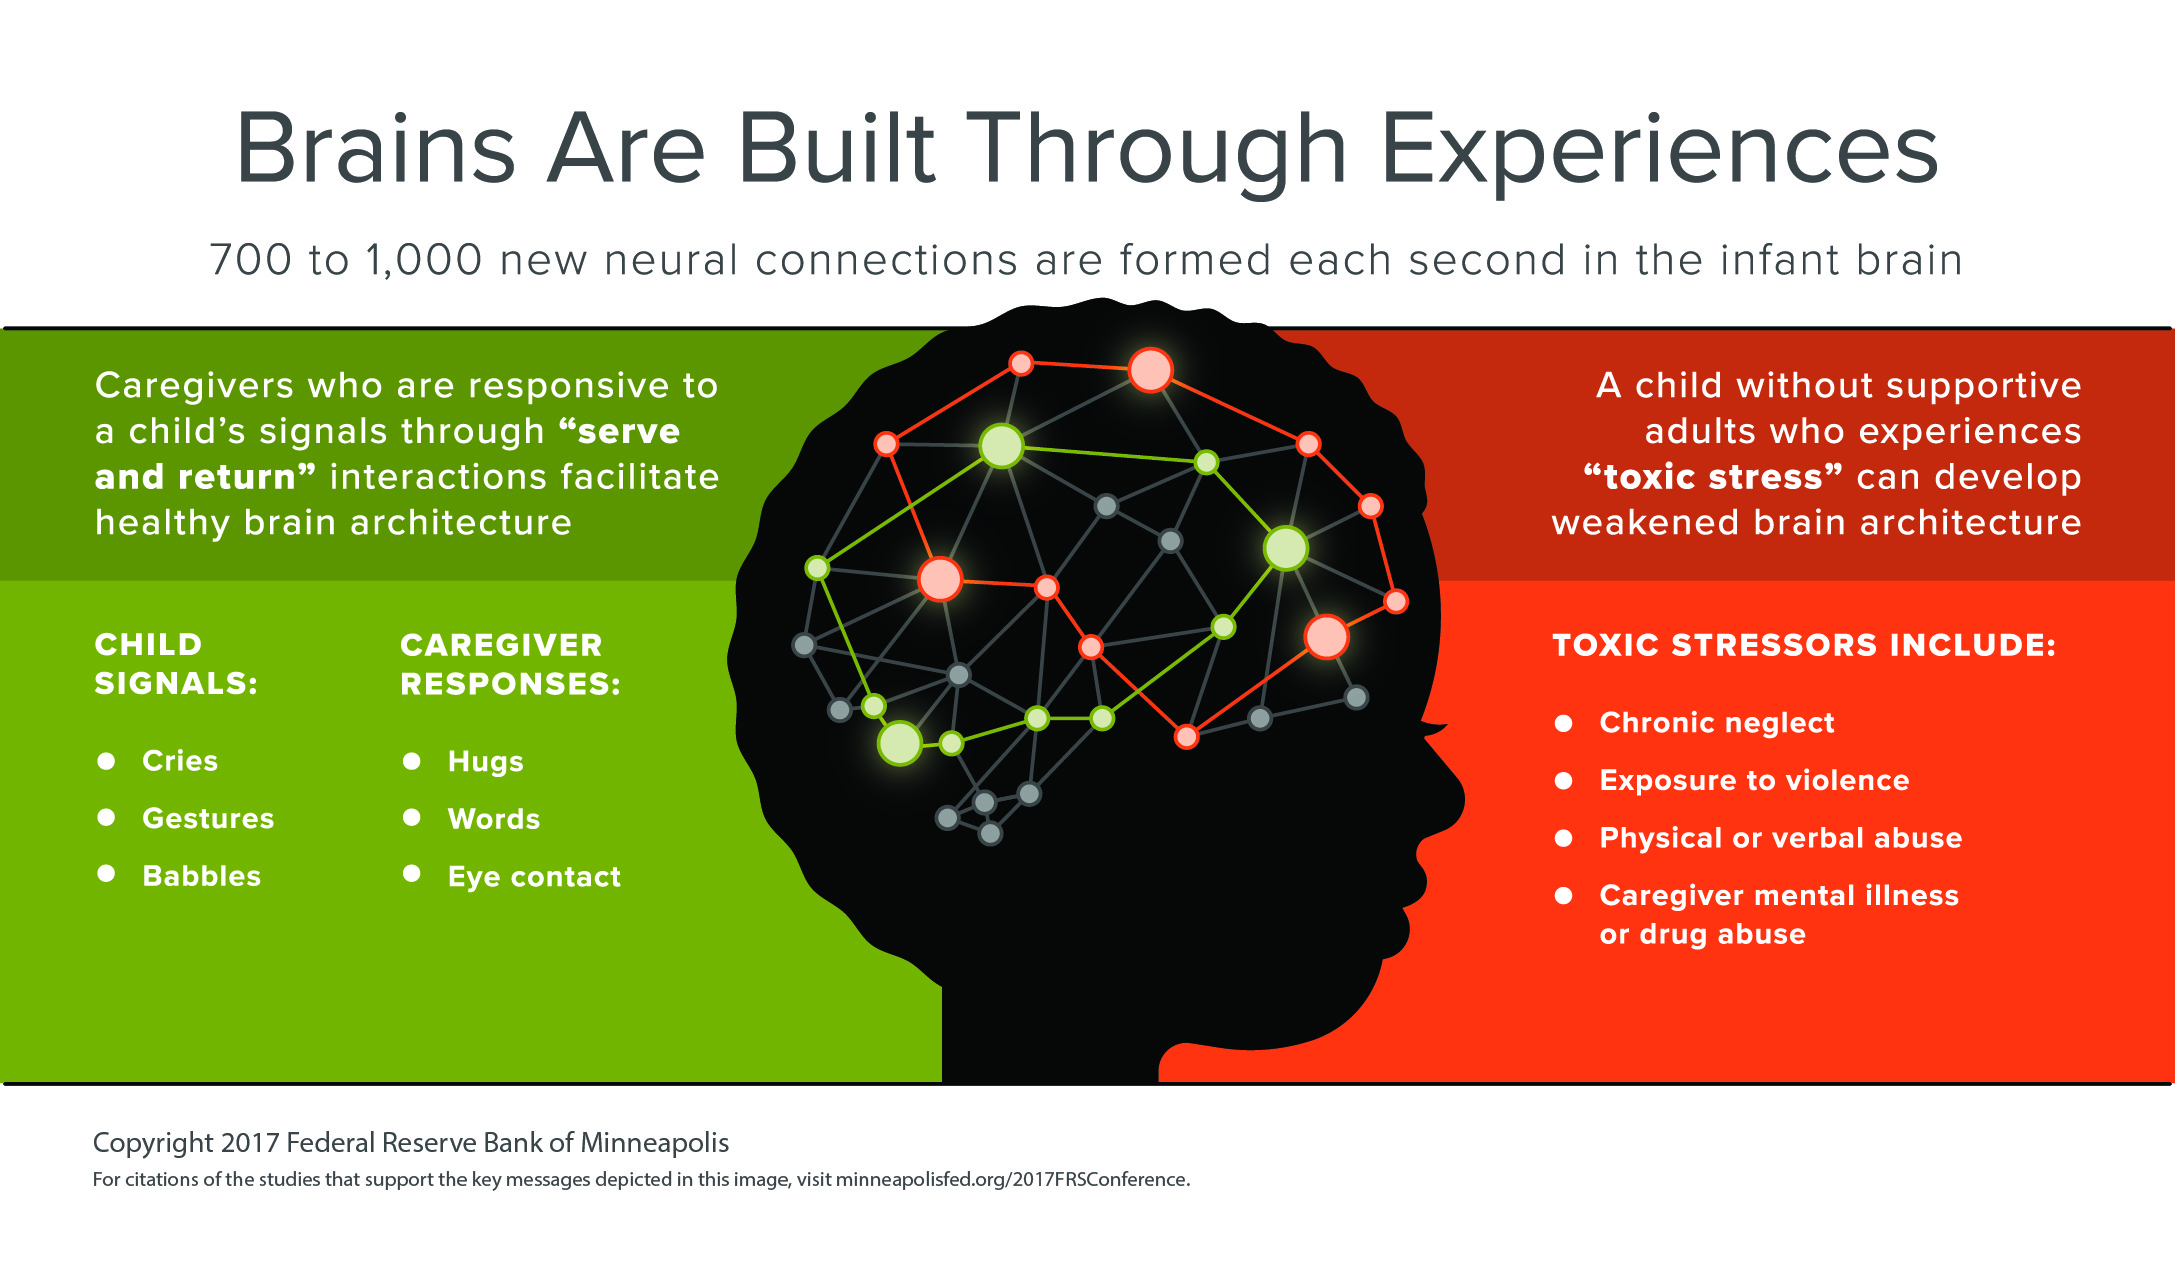 Brains Are Built Through Experiences
700 to 1,000 new neural connections are formed each second in the infant brain
Caregivers who are responsive to
a child’s signals through “serve
and return” interactions facilitate
healthy brain architecture
CHILD
SIGNALS:
Cries
Gestures
Babbles
CAREGIVER
RESPONSES:
Hugs
Words
Eye contact
A child without supportive
adults who experiences
“toxic stress” can develop
weakened brain architecture
TOXIC STRESSORS INCLUDE:
Chronic neglect
Exposure to violence
Physical or verbal abuse
Caregiver mental illness
or drug abuse
Copyright 2017 Federal Reserve Bank of Minneapolis
For citations of the studies that support the key messages depicted in this image, visit minneapolisfed.org/2017FRSConference.